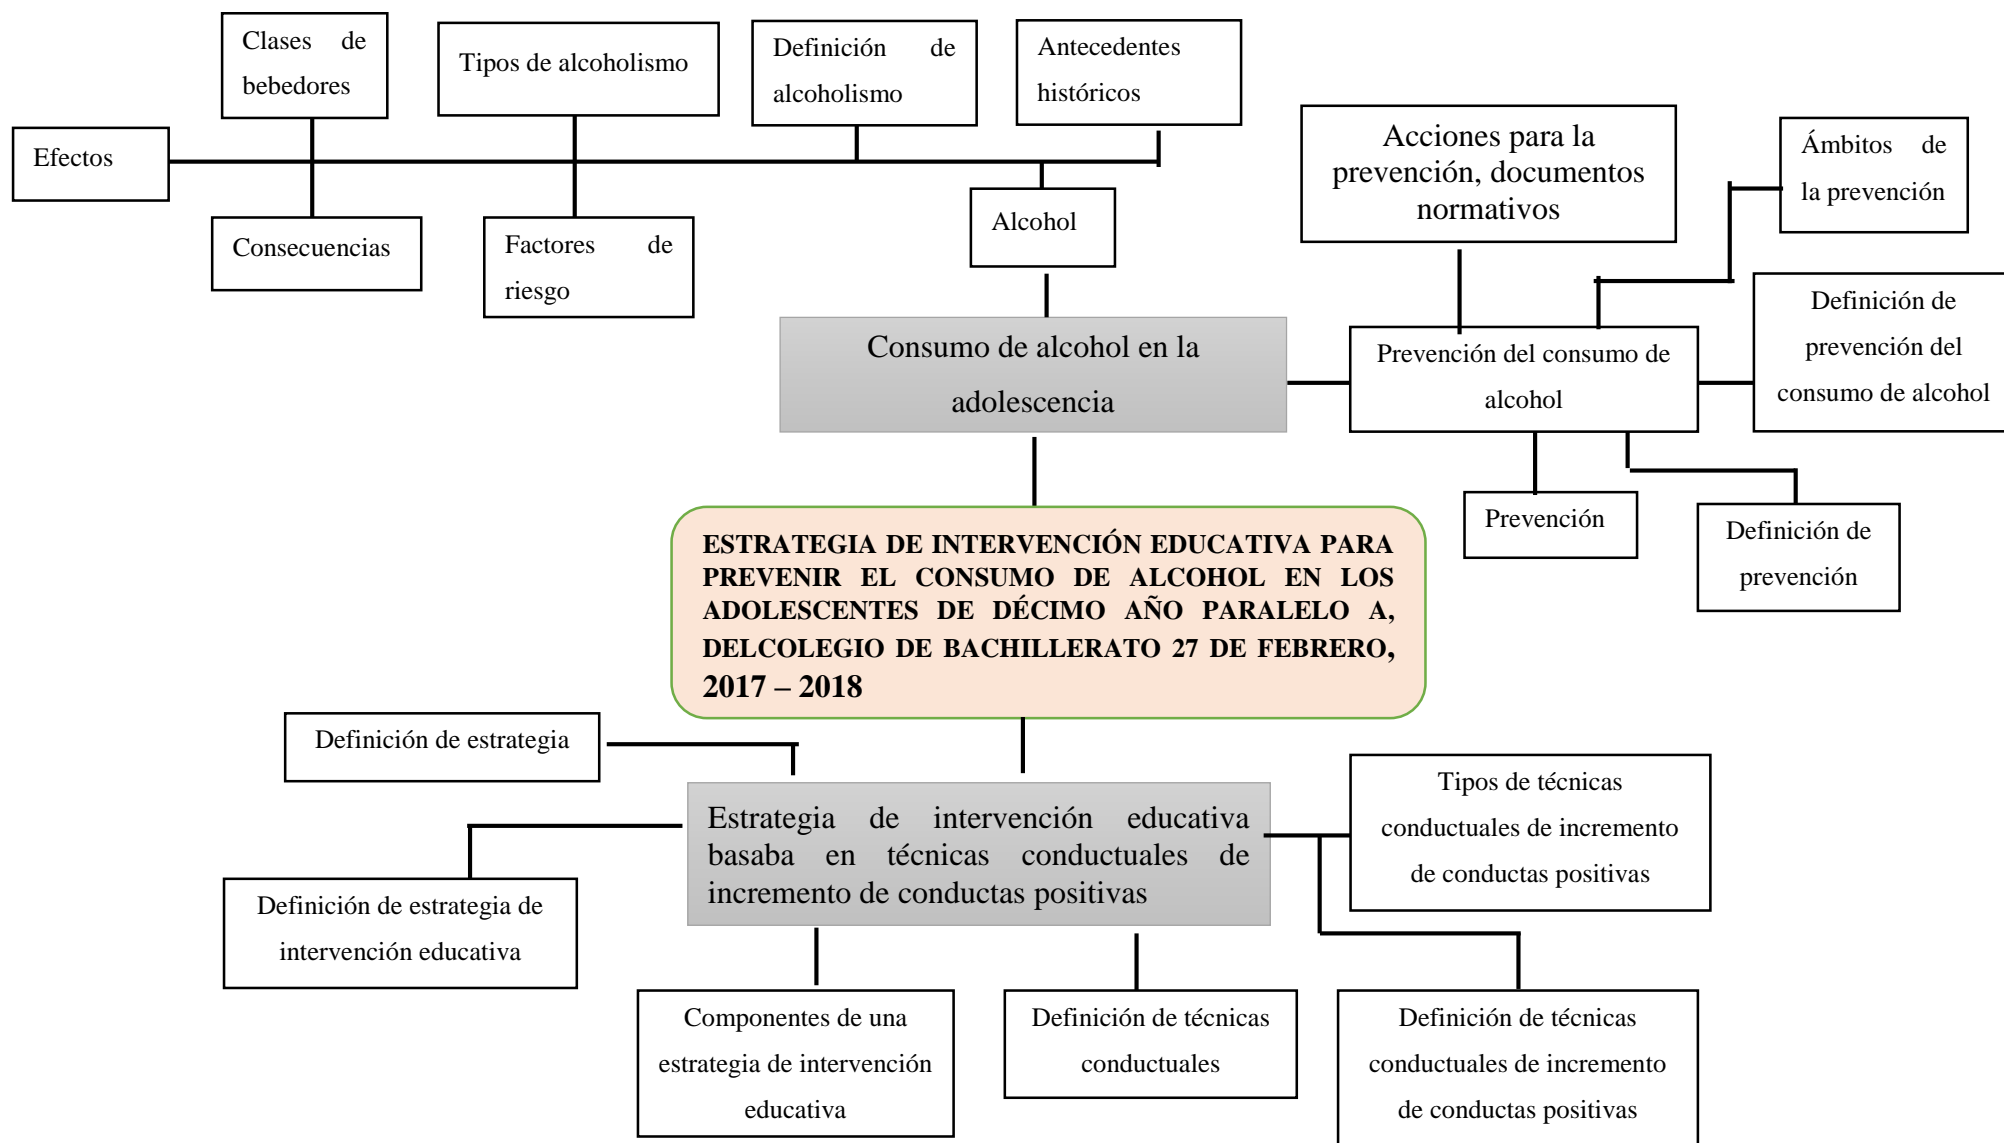 Clases de
bebedores
Tipos de alcoholismo
Definición de
alcoholismo
Antecedentes
históricos
Efectos
Consecuencias
Factores de
riesgo
Alcohol
Acciones para la
prevención, documentos
normativos
Ámbitos de
la prevención
Consumo de alcohol en la
adolescencia
Prevención del consumo de
alcohol
Definición de
prevención del
consumo de alcohol
Prevención
Definición de
prevención
ESTRATEGIA DE INTERVENCIÓN EDUCATIVA PARA
PREVENIR EL CONSUMO DE ALCOHOL EN LOS
ADOLESCENTES DE DÉCIMO AÑO PARALELO A,
DELCOLEGIO DE BACHILLERATO 27 DE FEBRERO,
2017 – 2018
Definición de estrategia
Estrategia de intervención educativa
basaba en técnicas conductuales de
incremento de conductas positivas
Tipos de técnicas
conductuales de incremento
de conductas positivas
Definición de estrategia de
intervención educativa
Componentes de una
estrategia de intervención
educativa
Definición de técnicas
conductuales
Definición de técnicas
conductuales de incremento
de conductas positivas